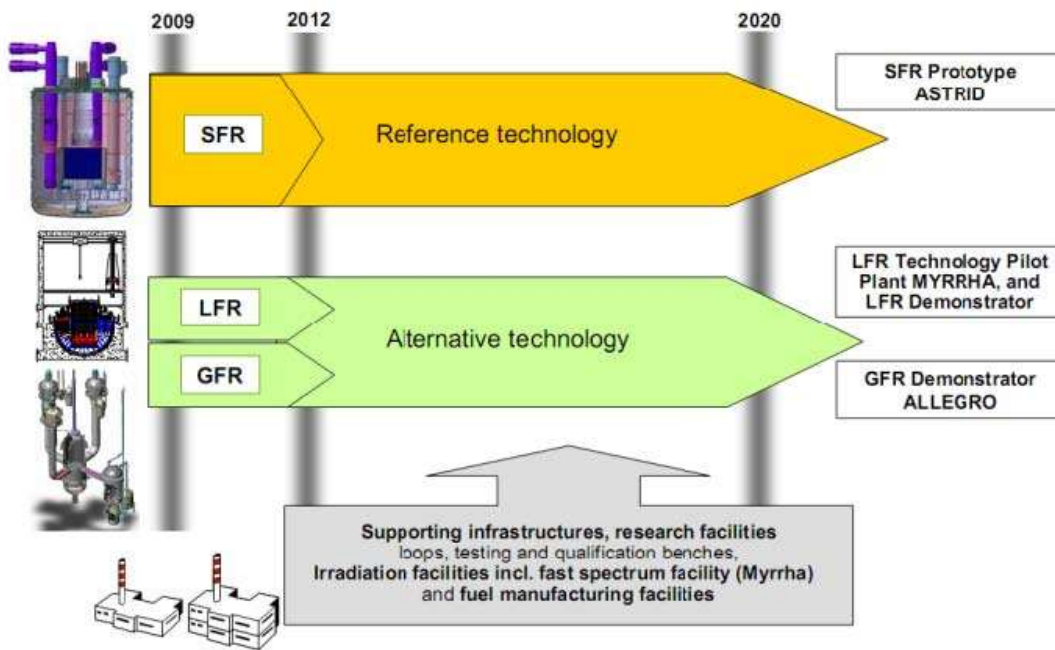 2009
2012
2020
SFR
Reference technology
SFR Prototype
ASTRID
LFR
GFR
Alternative technology
LFR Technology Pilot
Plant MYRRHA, and
LFR Demonstrator
GFR Demonstrator
ALLEGRO
Supporting infrastructures, research facilities
loops, testing and qualification benches,
Irradiation facilities incl. fast spectrum facility (Myrrha)
and fuel manufacturing facilities